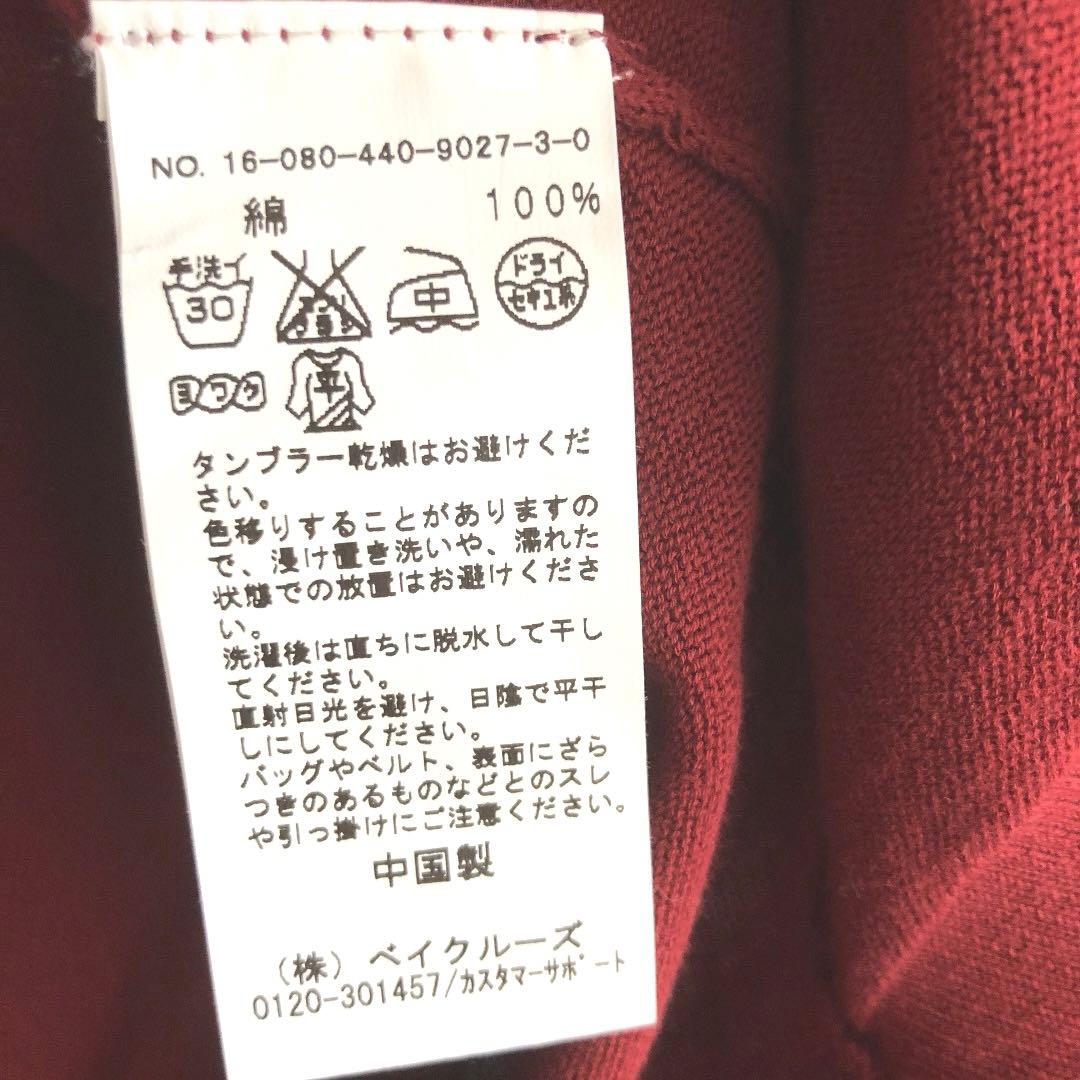 NO. 16-080-440-9027-3-0
綿 100%
手洗イ
30
エンソ
サラシ
中
ドライ
セキユ系
ヨワク
平
タンブラー乾燥はお避けくだ
さい。
色移りすることがありますの
で、浸け置き洗いや、濡れた
状態での放置はお避けくださ
い。
洗濯後は直ちに脱水して干し
てください。
直射日光を避け、日陰で平干
しにしてください。
バッグやベルト、表面にざら
つきのあるものなどとのスレ
や引っ掛けにご注意ください。
中国製
(株) ベイクルーズ
0120-301457/カスタマーサポート